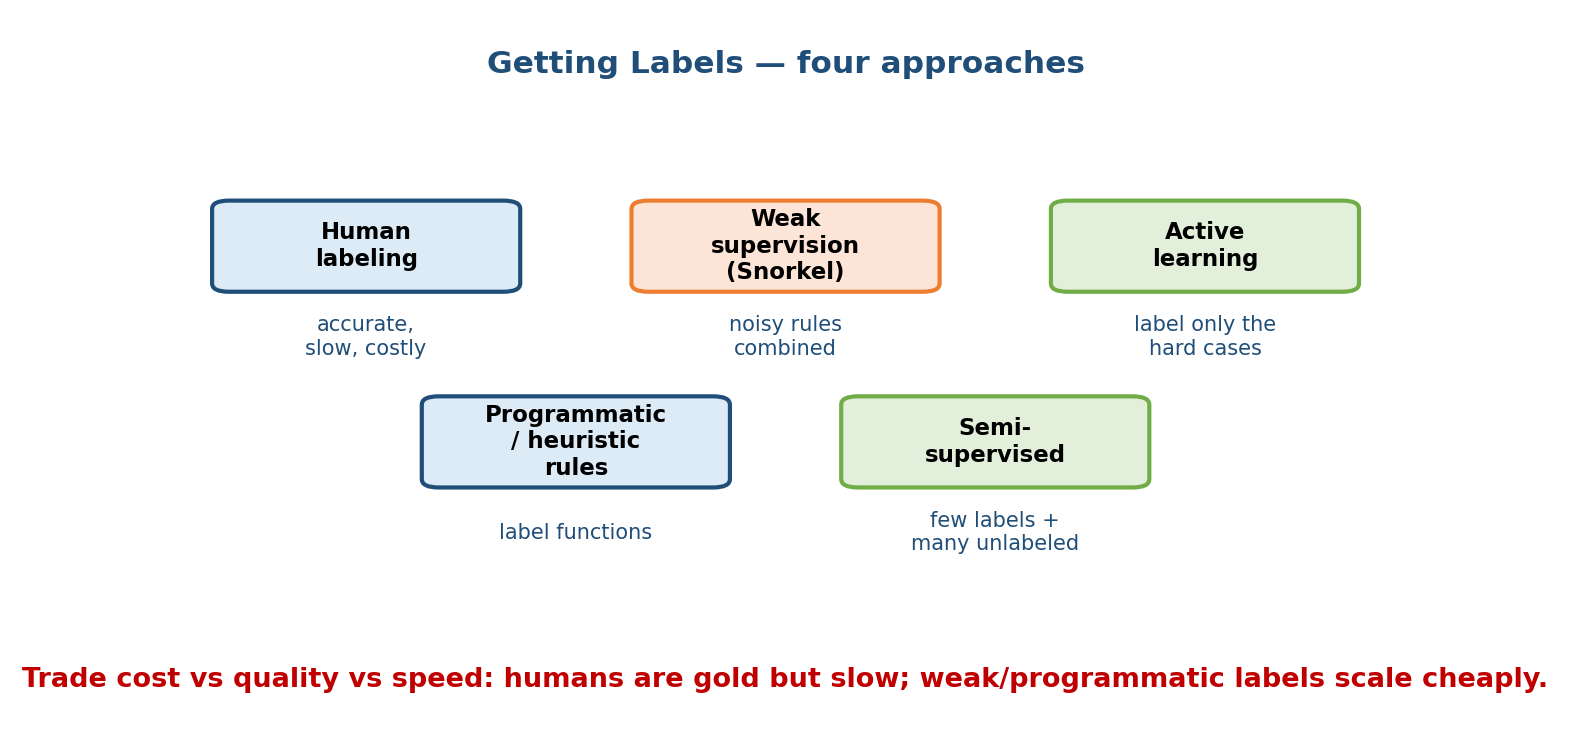 Getting Labels — four approaches
Human
labeling
accurate,
slow, costly
Weak
supervision
(Snorkel)
noisy rules
combined
Active
learning
label only the
hard cases
Programmatic
/ heuristic
rules
label functions
Semi-
supervised
few labels +
many unlabeled
Trade cost vs quality vs speed: humans are gold but slow; weak/programmatic labels scale cheaply.